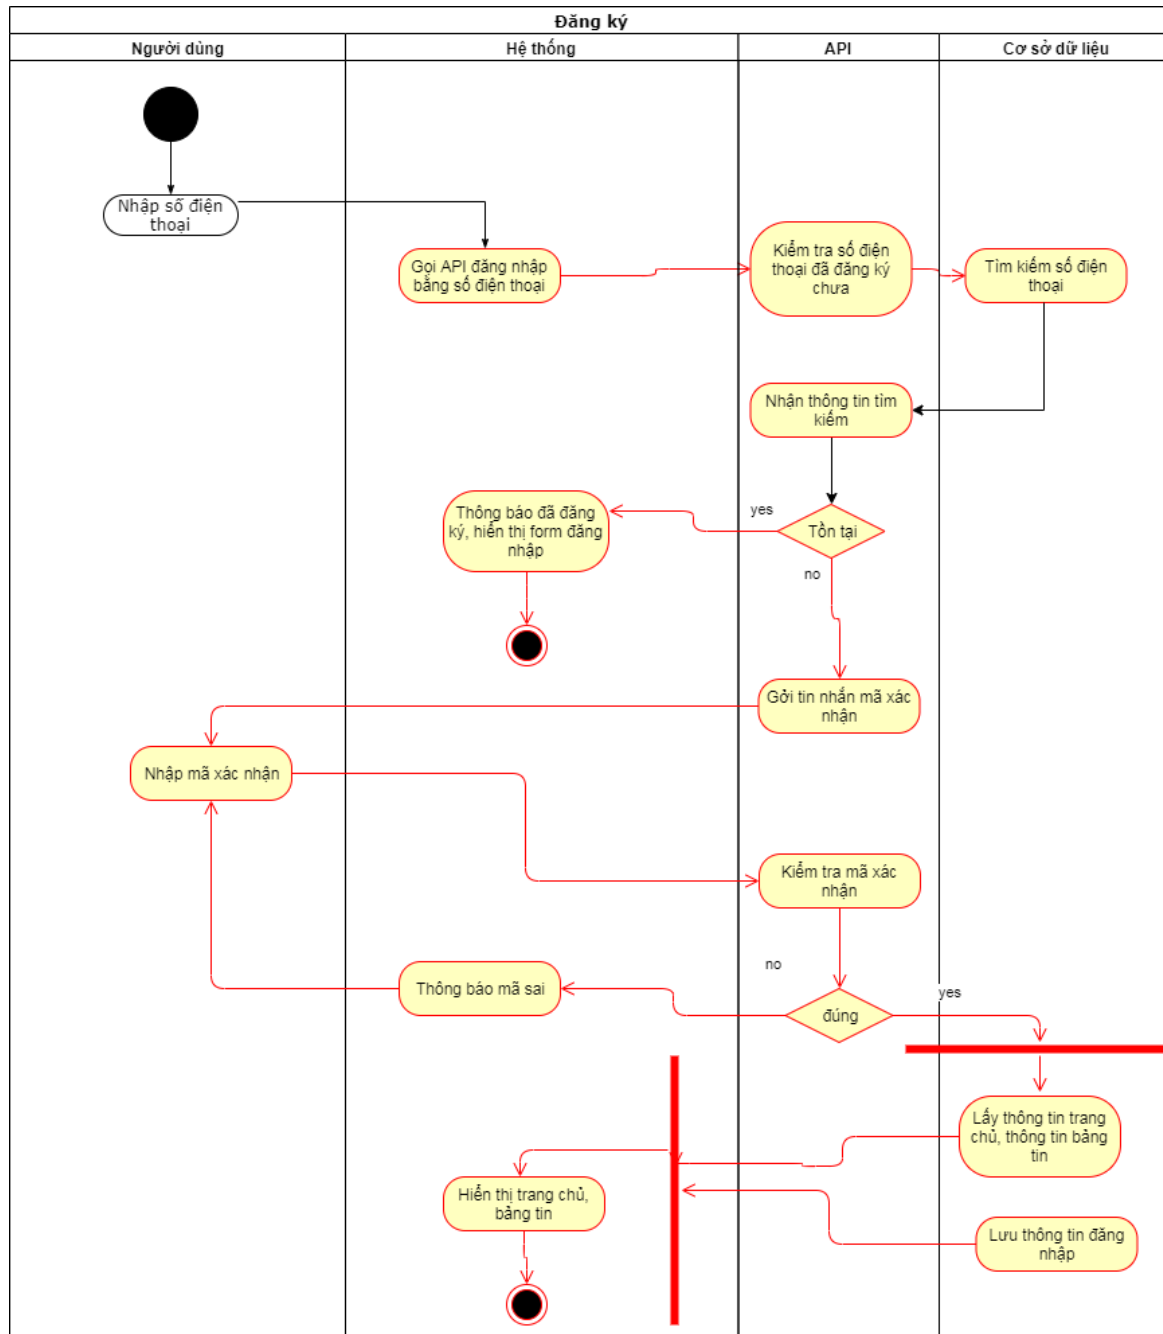 Đăng ký
Người dùng
Hệ thống
API
Cơ sở dữ liệu
Nhập số điện
thoại
Gọi API đăng nhập
bằng số điện thoại
Kiểm tra số điện
thoại đã đăng ký
chưa
Tìm kiếm số điện
thoại
Nhận thông tin tìm
kiếm
Thông báo đã đăng
ký, hiển thị form đăng
nhập
yes
Tồn tại
no
Gởi tin nhắn mã xác
nhận
Nhập mã xác nhận
Kiểm tra mã xác
nhận
Thông báo mã sai
no
đúng
yes
Lấy thông tin trang
chủ, thông tin bảng
tin
Hiển thị trang chủ,
bảng tin
Lưu thông tin đăng
nhập